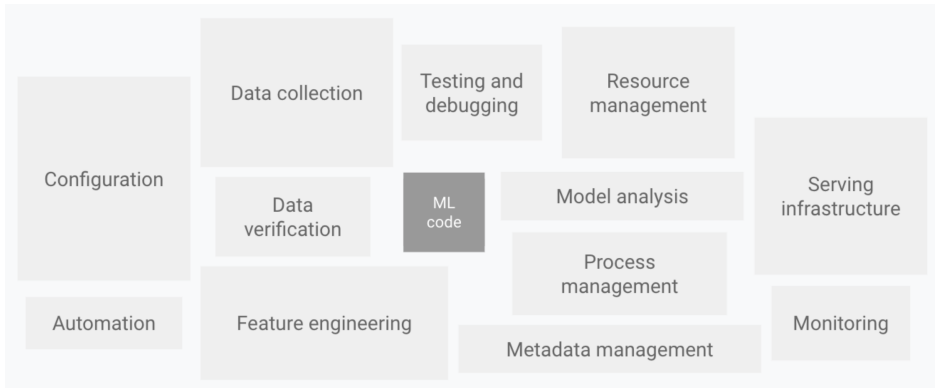 Configuration
Automation
Data collection
Data
verification
Feature engineering
Testing and
debugging
ML
code
Resource
management
Model analysis
Process
management
Metadata management
Serving
infrastructure
Monitoring